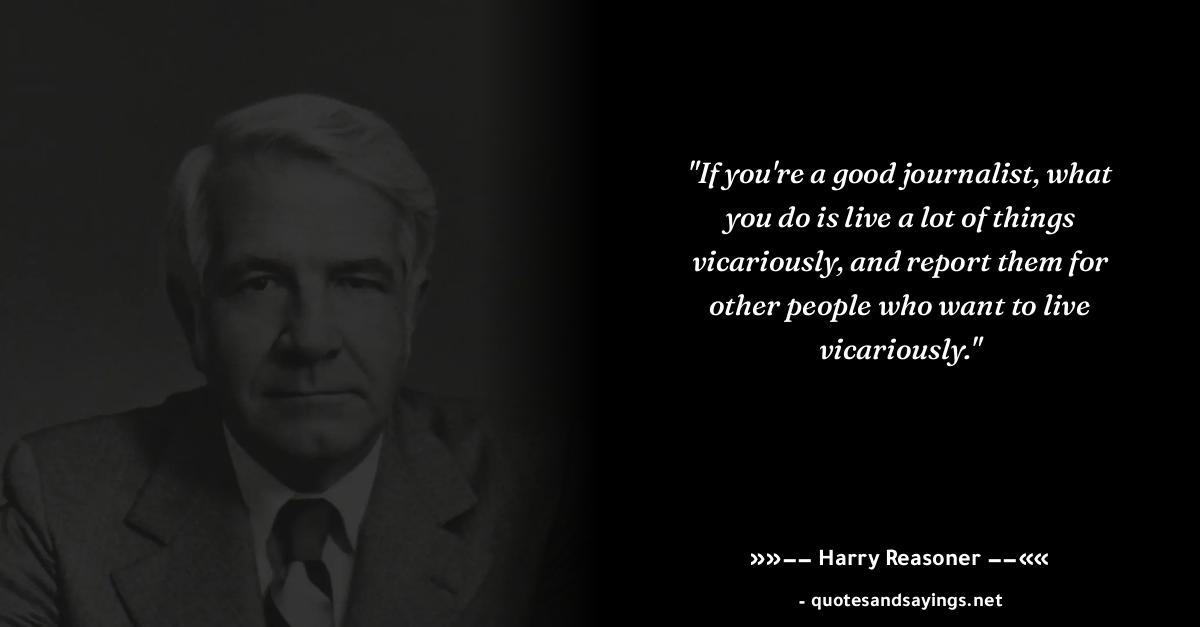 "If you're a good journalist, what
you do is live a lot of things
vicariously, and report them for
other people who want to live
vicariously."
»»–– Harry Reasoner ––««
- quotesandsayings.net